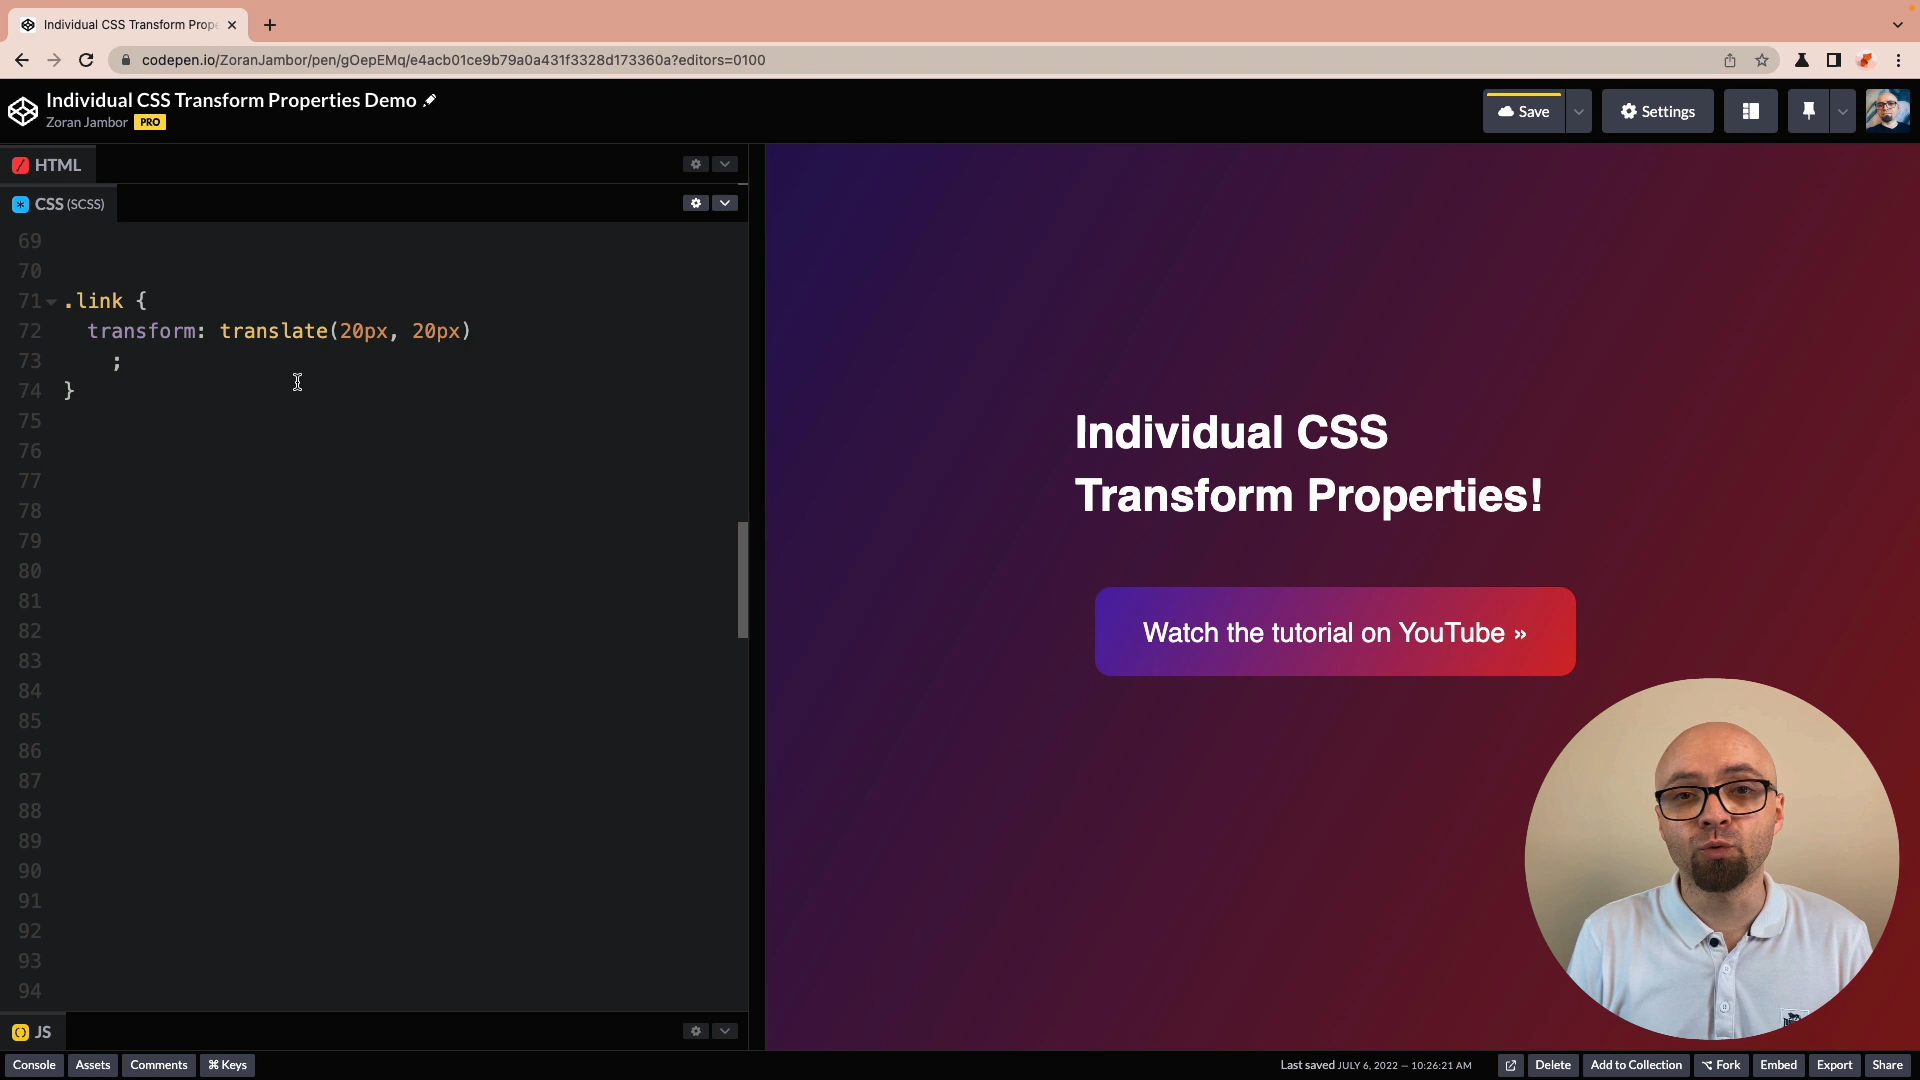 Individual CSS Transform Prope
codepen.io/ZoranJambor/pen/gOepEMq/e4acb01ce9b79a0a431f3328d173360a?editors=0100
Individual CSS Transform Properties Demo
Zoran Jambor PRO
Save
Settings
HTML
CSS (SCSS)
69
70
71 .link {
72 transform: translate(20px, 20px)
73 ;
74 }
75
76
77
78
79
80
81
82
83
84
85
86
87
88
89
90
91
92
93
94
Individual CSS
Transform Properties!
Watch the tutorial on YouTube »
JS
Console Assets Comments ⌘ Keys
Last saved JULY 6, 2022 — 10:26:21 AM
Delete Add to Collection ⌥ Fork Embed Export Share